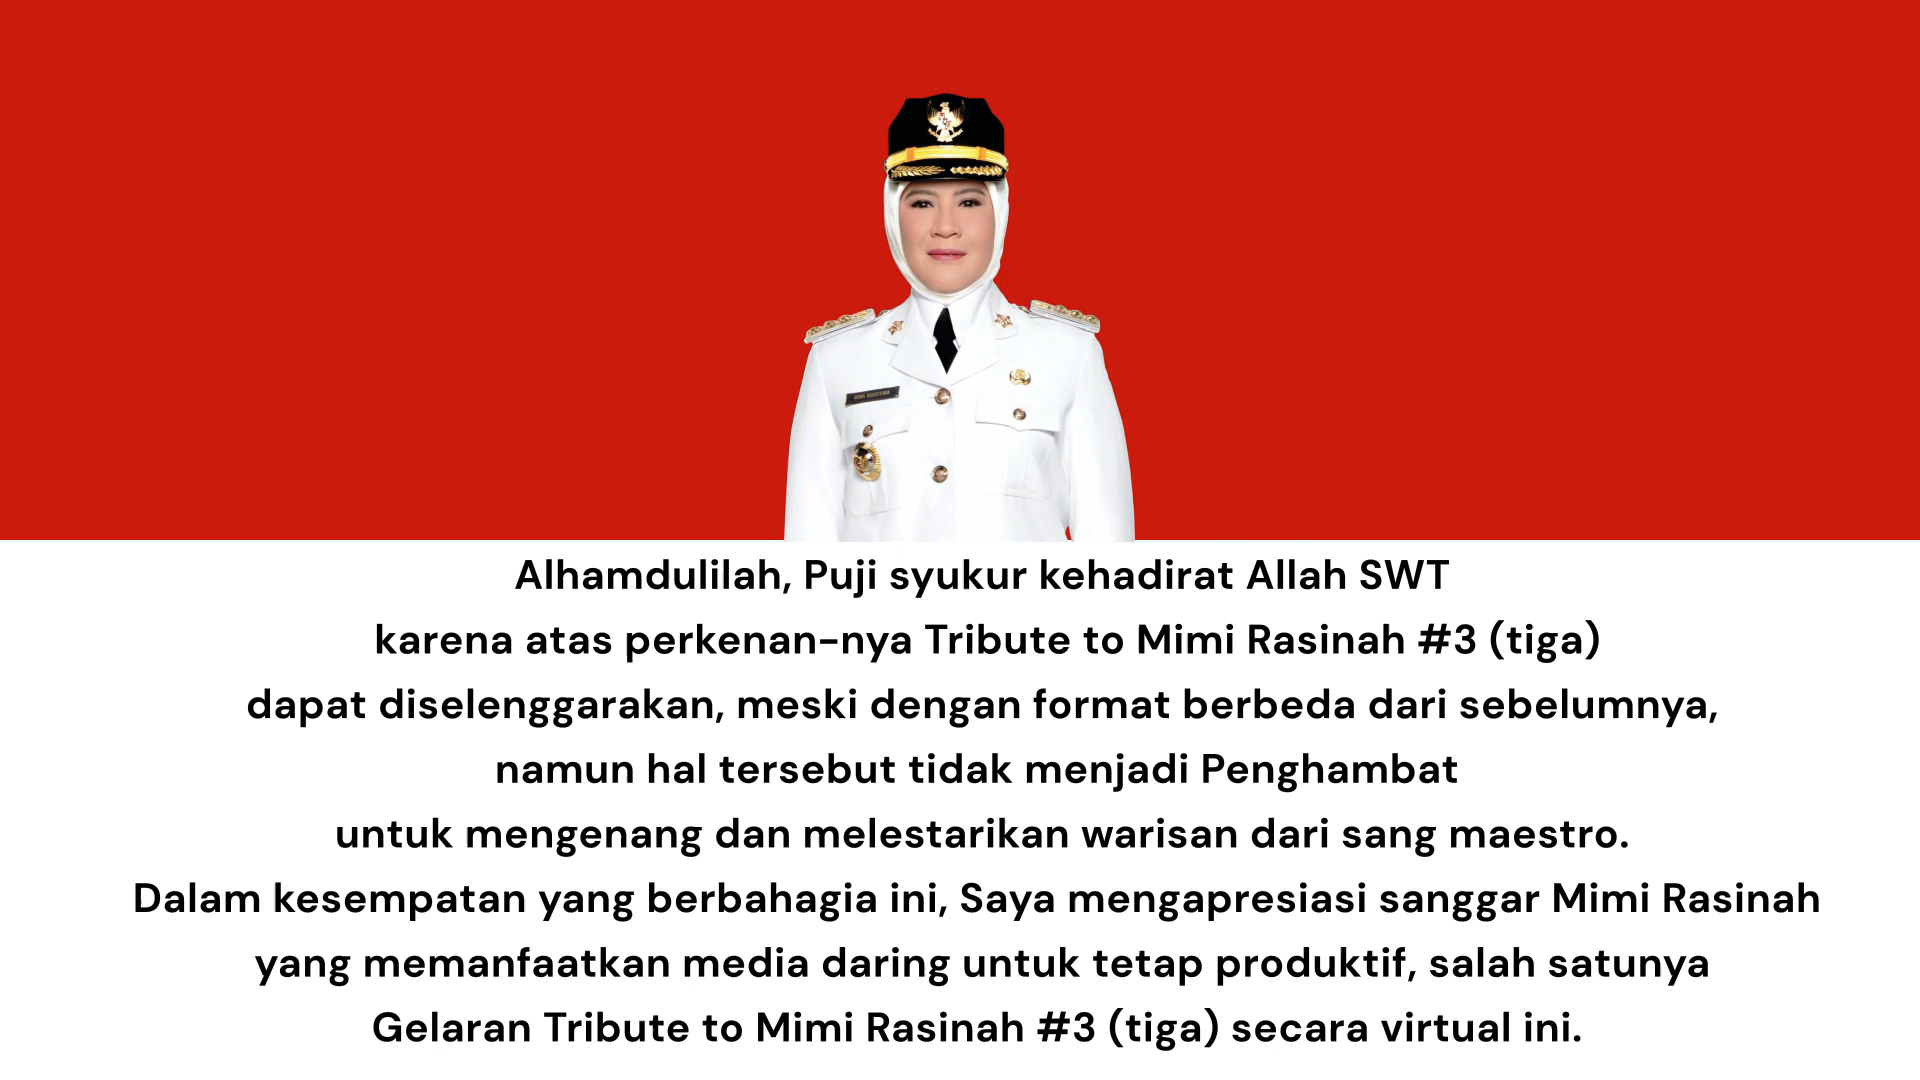 Alhamdulilah, Puji syukur kehadirat Allah SWT
karena atas perkenan-nya Tribute to Mimi Rasinah #3 (tiga)
dapat diselenggarakan, meski dengan format berbeda dari sebelumnya,
namun hal tersebut tidak menjadi Penghambat
untuk mengenang dan melestarikan warisan dari sang maestro.
Dalam kesempatan yang berbahagia ini, Saya mengapresiasi sanggar Mimi Rasinah
yang memanfaatkan media daring untuk tetap produktif, salah satunya
Gelaran Tribute to Mimi Rasinah #3 (tiga) secara virtual ini.